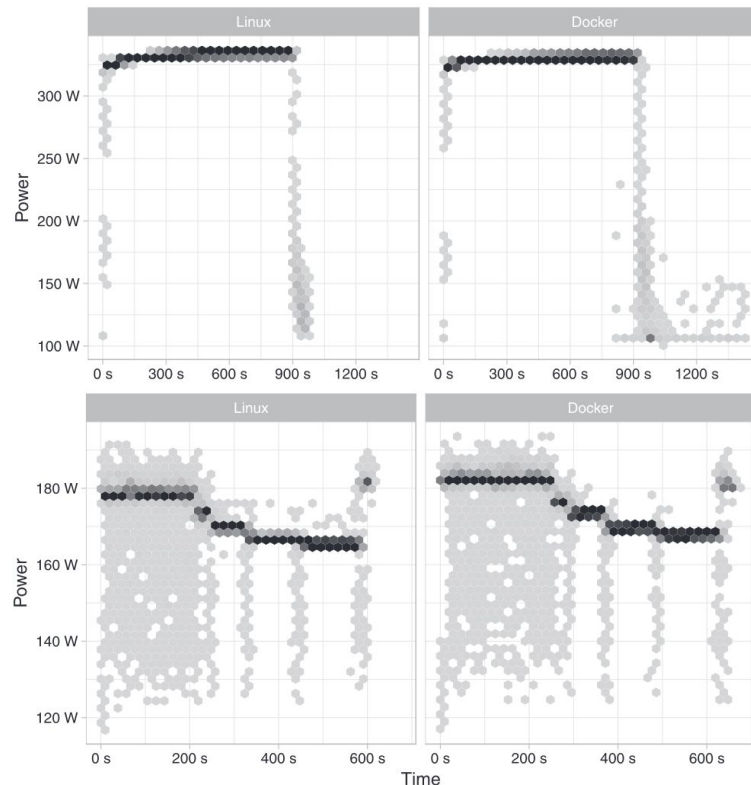 Linux
Docker
300 W
250 W
200 W
150 W
100 W
Power
0 s 300 s 600 s 900 s 1200 s
0 s 300 s 600 s 900 s 1200 s
Linux
Docker
180 W
160 W
140 W
120 W
Power
0 s 200 s 400 s 600 s
0 s 200 s 400 s 600 s
Time